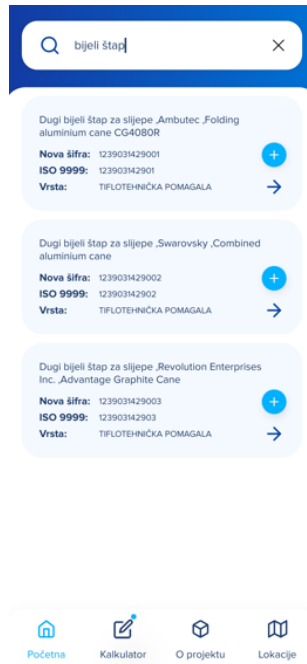 bijeli štap
Dugi bijeli štap za slijepe ,Ambutec ,Folding
aluminium cane CG4080R
Nova šifra: 1239031429001
ISO 9999: 123903142901
Vrsta: TIFLOTEHNIČKA POMAGALA
Dugi bijeli štap za slijepe ,Swarovsky ,Combined
aluminium cane
Nova šifra: 1239031429002
ISO 9999: 123903142902
Vrsta: TIFLOTEHNIČKA POMAGALA
Dugi bijeli štap za slijepe ,Revolution Enterprises
Inc. ,Advantage Graphite Cane
Nova šifra: 1239031429003
ISO 9999: 123903142903
Vrsta: TIFLOTEHNIČKA POMAGALA
Početna Kalkulator O projektu Lokacije